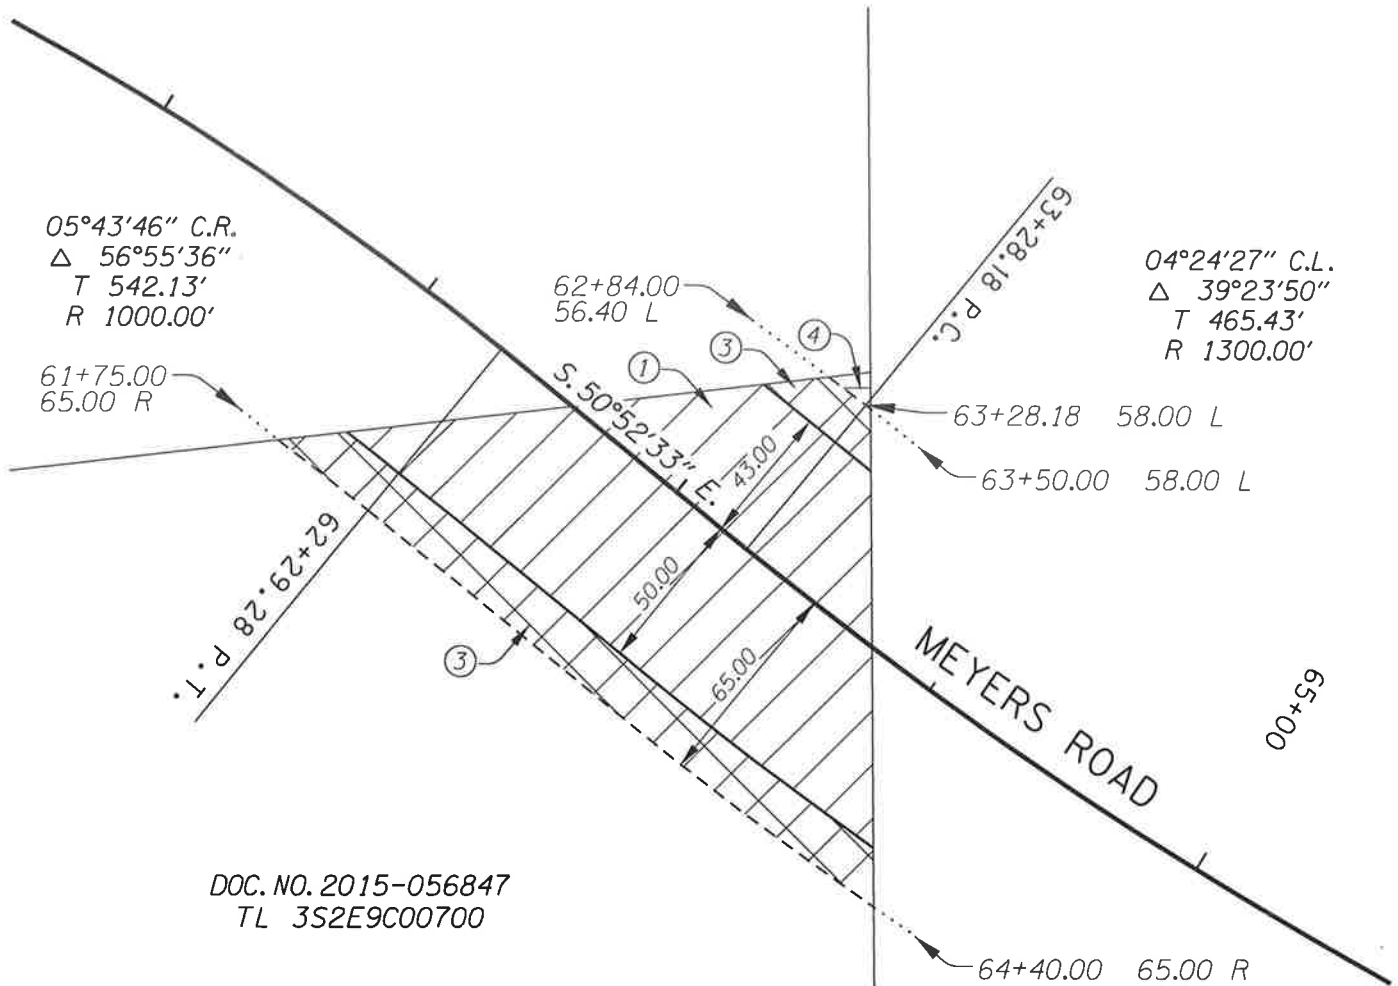 05°43'46" C.R.
△ 56°55'36"
T 542.13'
R 1000.00'
61+75.00
65.00 R
62+84.00
56.40 L
63+28.18 P.C.
04°24'27" C.L.
△ 39°23'50"
T 465.43'
R 1300.00'
①
③
④
S. 50°52'33" E.
43.00
63+28.18 58.00 L
63+50.00 58.00 L
62+29.28 P.T.
50.00
65.00
③
MEYERS ROAD
65+00
DOC. NO. 2015-056847
TL 3S2E9C00700
64+40.00 65.00 R